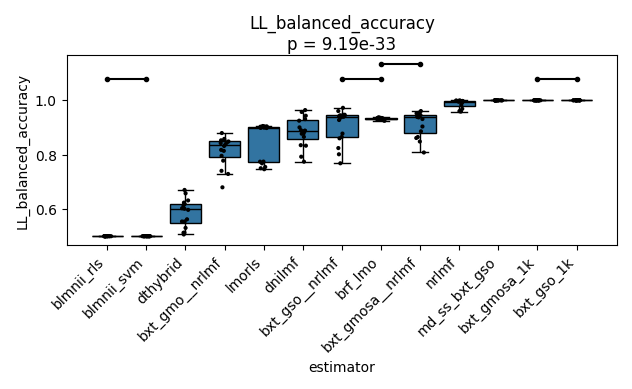 LL_balanced_accuracy
p = 9.19e-33
LL_balanced_accuracy
1.0
0.8
0.6
blmnii_rls
blmnii_svm
dthybrid
bxt_gmo__nrlmf
lmorls
dnilmf
bxt_gso__nrlmf
brf_lmo
bxt_gmosa__nrlmf
nrlmf
md_ss_bxt_gso
bxt_gmosa_1k
bxt_gso_1k
estimator